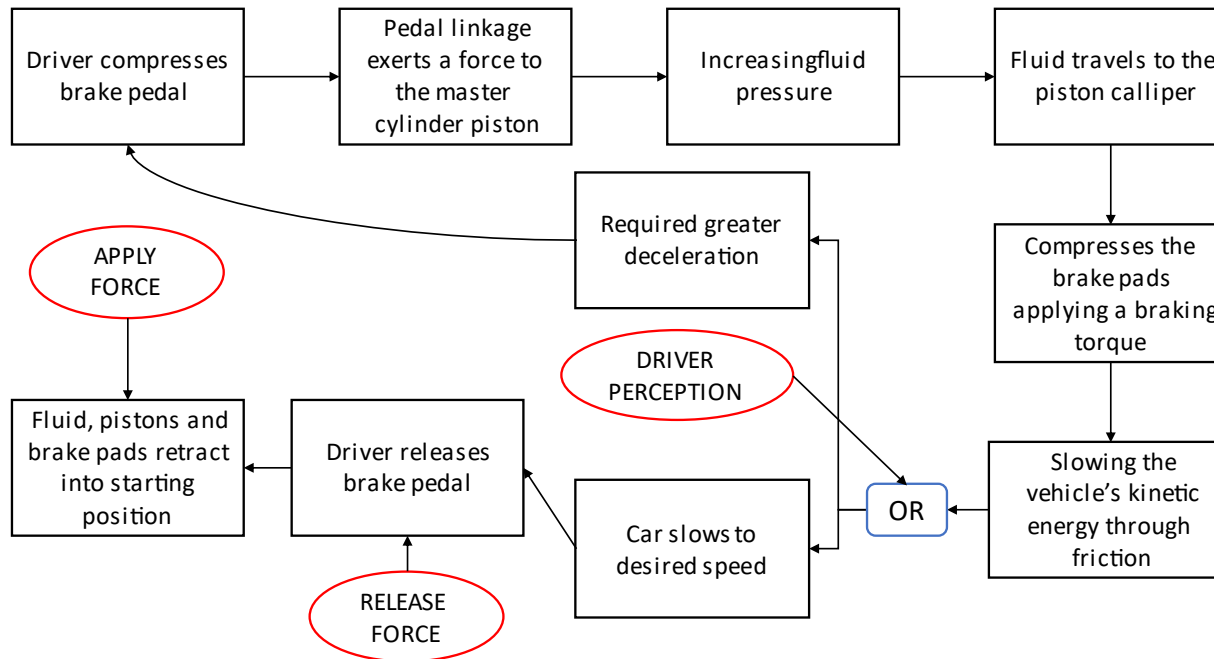 Driver compresses
brake pedal
Pedal linkage
exerts a force to
the master
cylinder piston
Increasingfluid
pressure
Fluid travels to the
piston calliper
Required greater
deceleration
APPLY
FORCE
Compresses the
brake pads
applying a braking
torque
DRIVER
PERCEPTION
Fluid, pistons and
brake pads retract
into starting
position
Driver releases
brake pedal
Car slows to
desired speed
OR
Slowing the
vehicle's kinetic
energy through
friction
RELEASE
FORCE